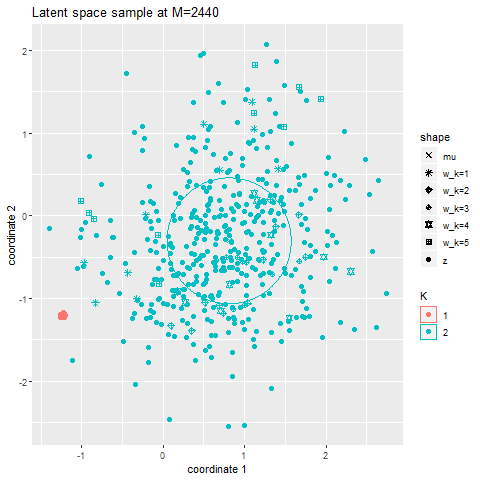 Latent space sample at M=2440
2
1
0
-1
-2
coordinate 2
-1
0
1
2
coordinate 1
shape
mu
w_k=1
w_k=2
w_k=3
w_k=4
w_k=5
z
K
1
2